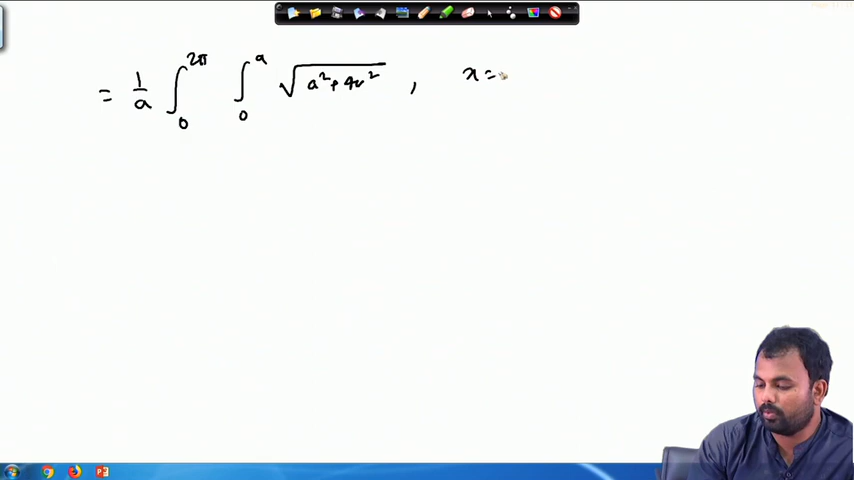 = 1/a ∫_0^{2π} ∫_0^a √(a²+4r²) , x =